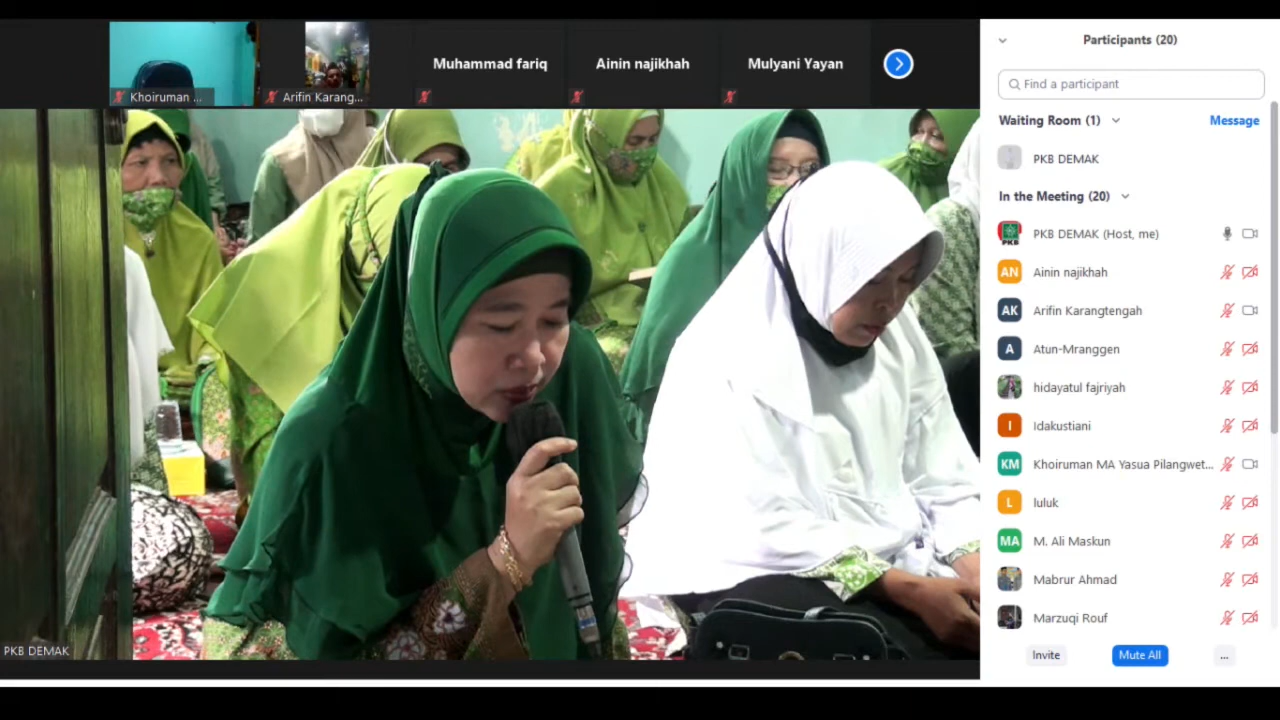 Khoiruman ...
Arifin Karang...
Muhammad fariq
Ainin najikhah
Mulyani Yayan
PKB DEMAK
Participants (20)
Find a participant
Waiting Room (1)
Message
PKB DEMAK
In the Meeting (20)
PKB
PKB DEMAK (Host, me)
AN
Ainin najikhah
AK
Arifin Karangtengah
A
Atun-Mranggen
hidayatul fajriyah
I
Idakustiani
KM
Khoiruman MA Yasua Pilangwet...
L
luluk
MA
M. Ali Maskun
Mabrur Ahmad
Marzuqi Rouf
Invite
Mute All
...